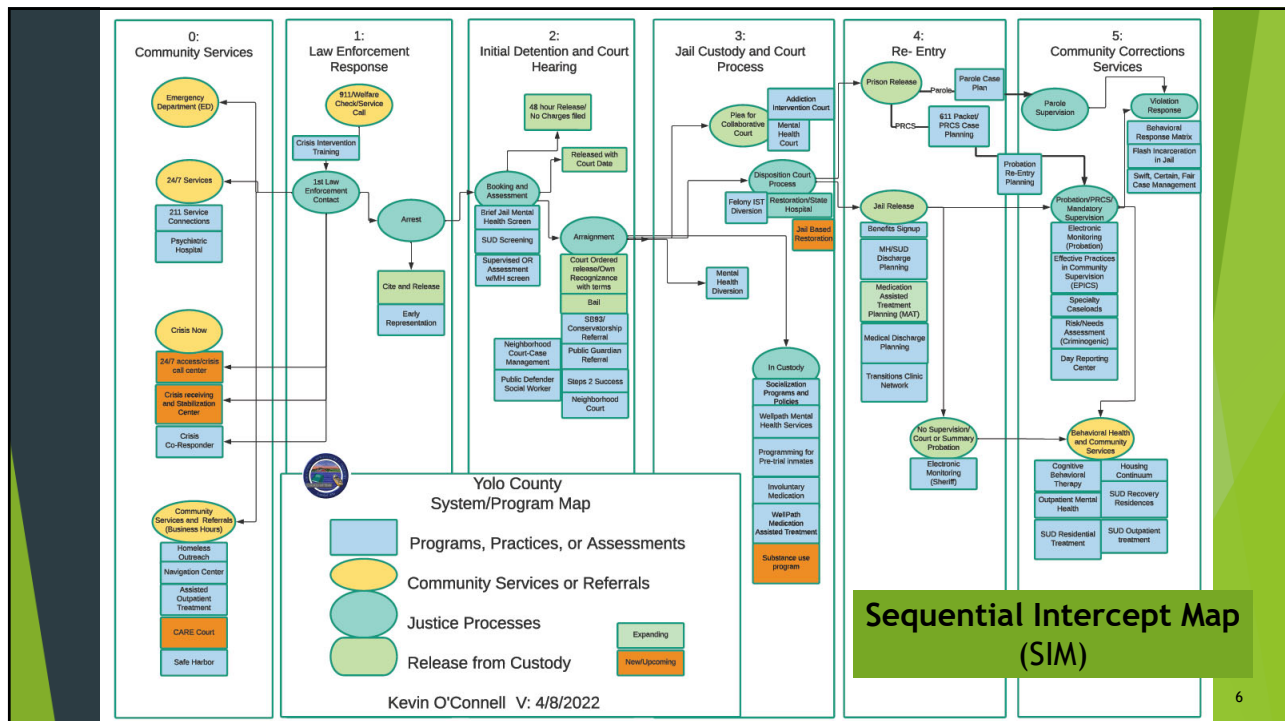 0:
Community Services
Emergency
Department (ED)
24/7 Services
211 Service
Connections
Psychiatric
Hospital
Crisis Now
24/7 access/crisis
call center
Crisis receiving
and Stabilization
Center
Crisis
Co-Responder
Community
Services and Referrals
(Business Hours)
Homeless
Outreach
Navigation Center
Assisted
Outpatient
Treatment
CARE Court
Safe Harbor
1:
Law Enforcement
Response
911/Welfare
Check/Service
Call
Crisis Intervention
Training
1st Law
Enforcement
Contact
Arrest
Cite and Release
Early
Representation
2:
Initial Detention and Court
Hearing
48 hour Release/
No Charges filed
Released with
Court Date
Booking and
Assessment
Brief Jail Mental
Health Screen
SUD Screening
Supervised OR
Assessment
w/MH screen
Arraignment
Court Ordered
release/Own
Recognizance
with terms
Bail
SB93/
Conservatorship
Referral
Neighborhood
Court-Case
Management
Public Guardian
Referral
Public Defender
Social Worker
Steps 2 Success
Neighborhood
Court
3:
Jail Custody and Court
Process
Plea for
Collaborative
Court
Addiction
Intervention Court
Mental
Health
Court
Disposition Court
Process
Felony IST
Diversion
Restoration/State
Hospital
Jail Based
Restoration
Mental
Health
Diversion
In Custody
Socialization
Programs and
Policies
Wellpath Mental
Health Services
Programming for
Pre-trial inmates
Involuntary
Medication
WellPath
Medication
Assisted Treatment
Substance use
program
4:
Re- Entry
Prison Release
Parole
Parole Case
Plan
PRCS
611 Packet/
PRCS Case
Planning
Probation
Re-Entry
Planning
Jail Release
Benefits Signup
MH/SUD
Discharge
Planning
Medication
Assisted
Treatment
Planning (MAT)
Medical Discharge
Planning
Transitions Clinic
Network
No Supervision/
Court or Summary
Probation
Electronic
Monitoring
(Sheriff)
5:
Community Corrections
Services
Parole
Supervision
Violation
Response
Behavioral
Response Matrix
Flash Incarceration
in Jail
Swift, Certain, Fair
Case Management
Probation/PRCS/
Mandatory
Supervision
Electronic
Monitoring
(Probation)
Effective Practices
in Community
Supervision
(EPICS)
Specialty
Caseloads
Risk/Needs
Assessment
(Criminogenic)
Day Reporting
Center
Behavioral Health
and Community
Services
Cognitive
Behavioral
Therapy
Housing
Continuum
Outpatient Mental
Health
SUD Recovery
Residences
SUD Residential
Treatment
SUD Outpatient
treatment
Yolo County
System/Program Map
Programs, Practices, or Assessments
Community Services or Referrals
Justice Processes
Release from Custody
Expanding
New/Upcoming
Kevin O'Connell V: 4/8/2022
Sequential Intercept Map
(SIM)
6